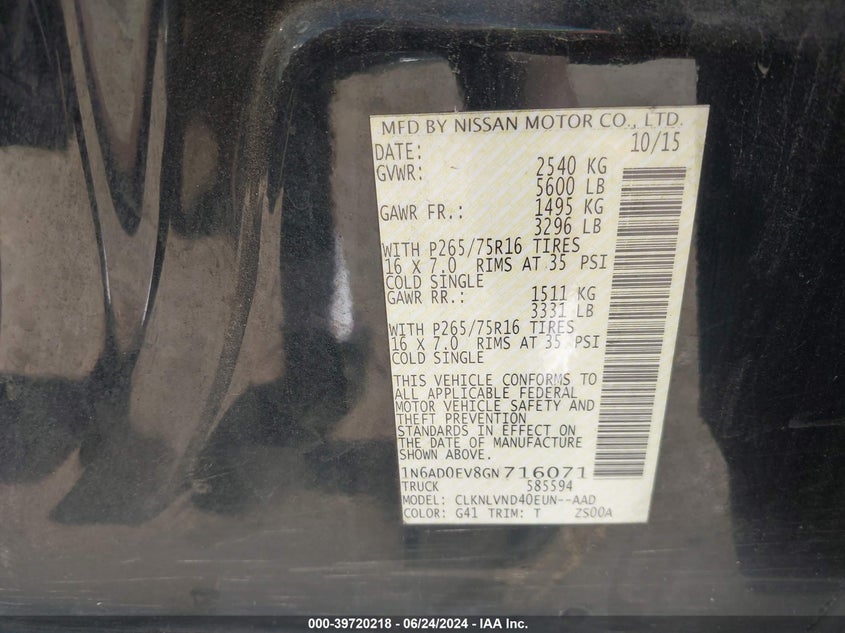 MFD BY NISSAN MOTOR CO., LTD.
DATE: 10/15
GVWR: 2540 KG
5600 LB
GAWR FR.: 1495 KG
3296 LB
WITH P265/75R16 TIRES
16 X 7.0 RIMS AT 35 PSI
COLD SINGLE
GAWR RR.: 1511 KG
3331 LB
WITH P265/75R16 TIRES
16 X 7.0 RIMS AT 35 PSI
COLD SINGLE
THIS VEHICLE CONFORMS TO
ALL APPLICABLE FEDERAL
MOTOR VEHICLE SAFETY AND
THEFT PREVENTION
STANDARDS IN EFFECT ON
THE DATE OF MANUFACTURE
SHOWN ABOVE.
1N6AD0EV8GN716071
TRUCK 585594
MODEL: CLKNLVND40EUN--AAD
COLOR: G41 TRIM: T ZS00A
000-39720218 - 06/24/2024 - IAA Inc.